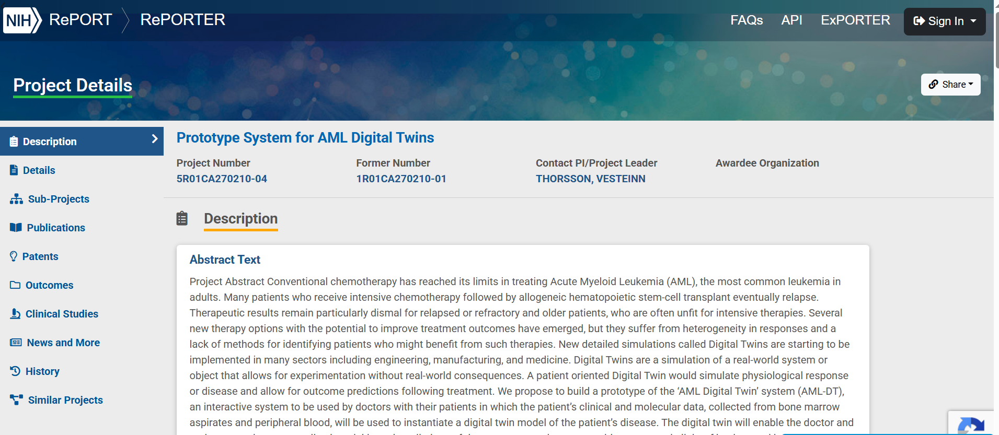 NIH RePORT RePORTER
FAQs API ExPORTER Sign In
Project Details
Share
Description
Details
Sub-Projects
Publications
Patents
Outcomes
Clinical Studies
News and More
History
Similar Projects
Prototype System for AML Digital Twins
Project Number
5R01CA270210-04
Former Number
1R01CA270210-01
Contact PI/Project Leader
THORSSON, VESTEINN
Awardee Organization
Description
Abstract Text
Project Abstract Conventional chemotherapy has reached its limits in treating Acute Myeloid Leukemia (AML), the most common leukemia in
adults. Many patients who receive intensive chemotherapy followed by allogeneic hematopoietic stem-cell transplant eventually relapse.
Therapeutic results remain particularly dismal for relapsed or refractory and older patients, who are often unfit for intensive therapies. Several
new therapy options with the potential to improve treatment outcomes have emerged, but they suffer from heterogeneity in responses and a
lack of methods for identifying patients who might benefit from such therapies. New detailed simulations called Digital Twins are starting to be
implemented in many sectors including engineering, manufacturing, and medicine. Digital Twins are a simulation of a real-world system or
object that allows for experimentation without real-world consequences. A patient oriented Digital Twin would simulate physiological response
or disease and allow for outcome predictions following treatment. We propose to build a prototype of the ‘AML Digital Twin’ system (AML-DT),
an interactive system to be used by doctors with their patients in which the patient’s clinical and molecular data, collected from bone marrow
aspirates and peripheral blood, will be used to instantiate a digital twin model of the patient’s disease. The digital twin will enable the doctor and